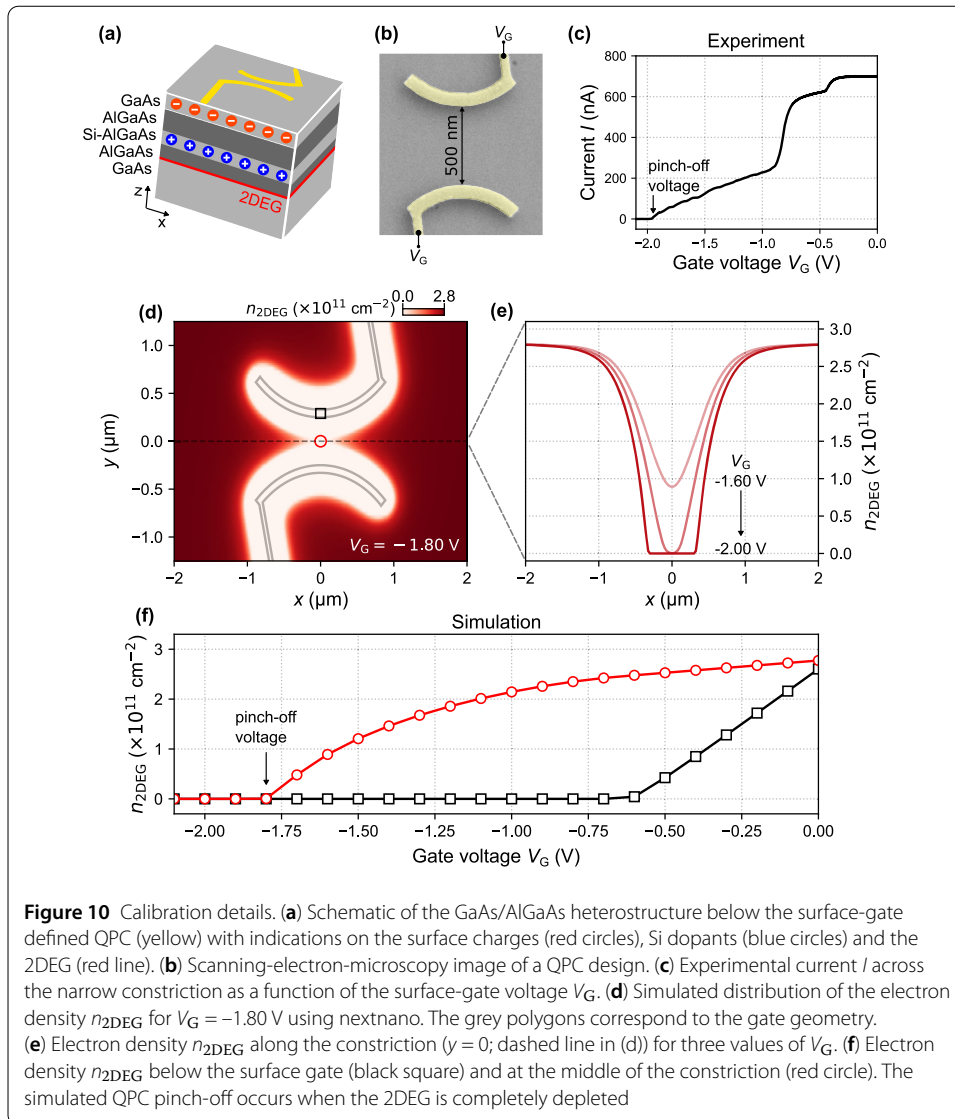 (a)
GaAs
AlGaAs
Si-AlGaAs
AlGaAs
GaAs
2DEG
z
x
(b)
V_G
500 nm
V_G
(c)
Experiment
Current I (nA)
800
600
400
200
0
pinch-off
voltage
−2.0 −1.5 −1.0 −0.5 0.0
Gate voltage V_G (V)
(d)
n_2DEG (×10^11 cm^−2)
0.0 2.8
y (μm)
1.0
0.5
0.0
−0.5
−1.0
V_G = −1.80 V
−2 −1 0 1 2
x (μm)
(e)
3.0
2.5
2.0
1.5
1.0
0.5
0.0
n_2DEG (×10^11 cm^−2)
V_G
-1.60 V
-2.00 V
−2 −1 0 1 2
x (μm)
(f)
Simulation
n_2DEG (×10^11 cm^−2)
3
2
1
0
pinch-off
voltage
−2.00 −1.75 −1.50 −1.25 −1.00 −0.75 −0.50 −0.25 0.00
Gate voltage V_G (V)
Figure 10 Calibration details. (a) Schematic of the GaAs/AlGaAs heterostructure below the surface-gate
defined QPC (yellow) with indications on the surface charges (red circles), Si dopants (blue circles) and the
2DEG (red line). (b) Scanning-electron-microscopy image of a QPC design. (c) Experimental current I across
the narrow constriction as a function of the surface-gate voltage V_G. (d) Simulated distribution of the electron
density n_2DEG for V_G = –1.80 V using nextnano. The grey polygons correspond to the gate geometry.
(e) Electron density n_2DEG along the constriction (y = 0; dashed line in (d)) for three values of V_G. (f) Electron
density n_2DEG below the surface gate (black square) and at the middle of the constriction (red circle). The
simulated QPC pinch-off occurs when the 2DEG is completely depleted